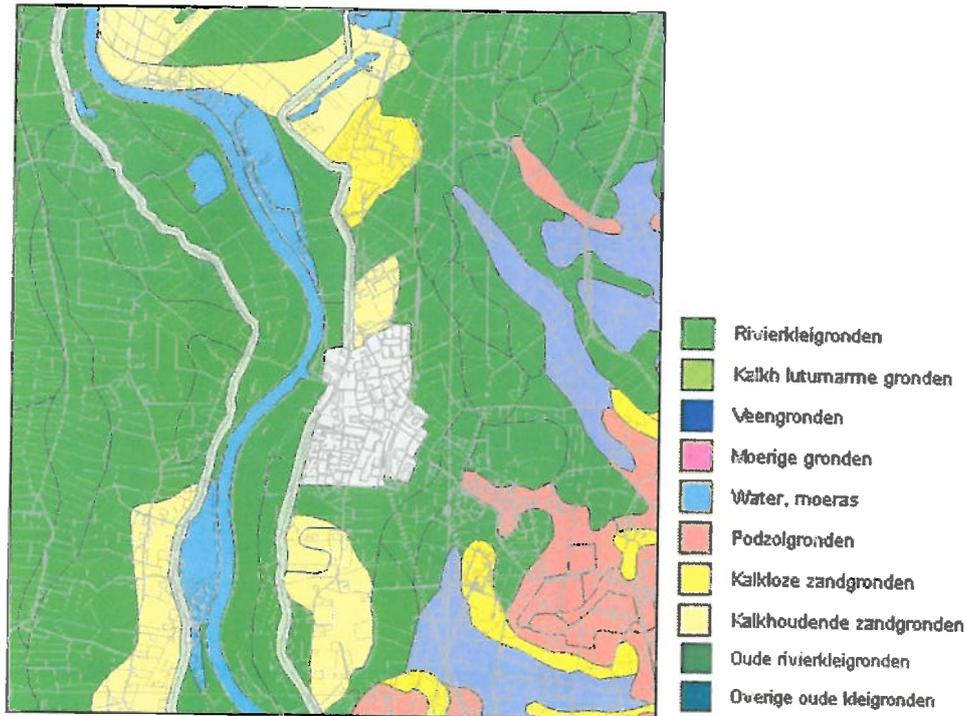 Rivierkleigronden
Kalkh lutumarme gronden
Veengronden
Moerige gronden
Water, moeras
Podzolgronden
Kalkloze zandgronden
Kalkhoudende zandgronden
Oude rivierkleigronden
Overige oude kleigronden